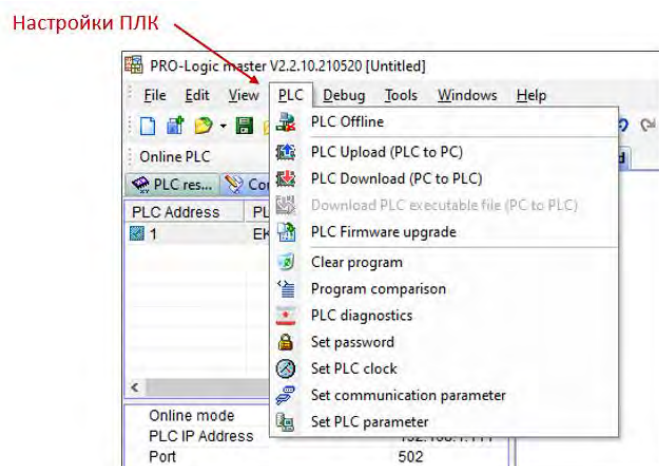 Настройки ПЛК
PRO-Logic master V2.2.10.210520 [Untitled]
File Edit View PLC Debug Tools Windows Help
PLC Offline
Online PLC
PLC Upload (PLC to PC)
PLC res...
PLC Download (PC to PLC)
PLC Address
Download PLC executable file (PC to PLC)
1
PLC Firmware upgrade
Clear program
Program comparison
PLC diagnostics
Set password
Set PLC clock
Set communication parameter
Online mode
Set PLC parameter
PLC IP Address
Port 502